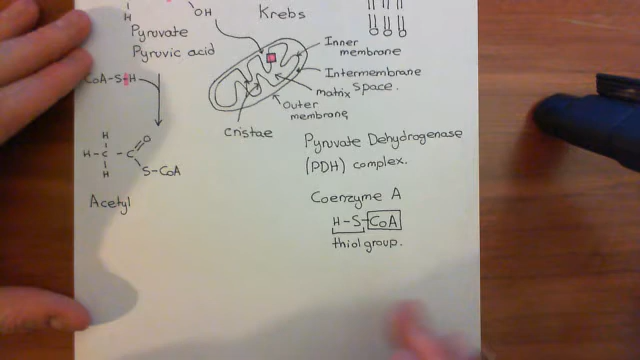 H
OH
Krebs
Pyruvate
Pyruvic acid
Inner
membrane
Intermembrane
Space.
matrix
Outer
membrane
cristae
CoA-S-H
H
H-C-C
O
H
S-CoA
Acetyl
Pyruvate Dehydrogenase
(PDH) complex.
Coenzyme A
H-S-CoA
thiol group.